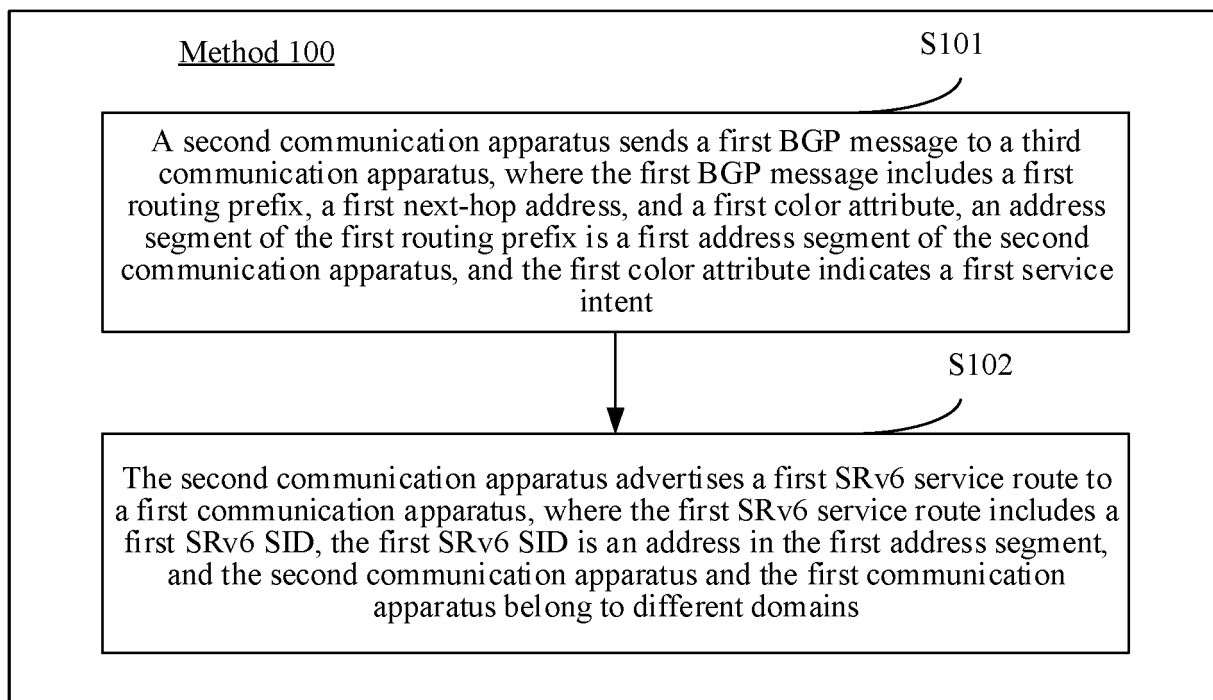 Method 100
S101
A second communication apparatus sends a first BGP message to a third
communication apparatus, where the first BGP message includes a first
routing prefix, a first next-hop address, and a first color attribute, an address
segment of the first routing prefix is a first address segment of the second
communication apparatus, and the first color attribute indicates a first service
intent
S102
The second communication apparatus advertises a first SRv6 service route to
a first communication apparatus, where the first SRv6 service route includes a
first SRv6 SID, the first SRv6 SID is an address in the first address segment,
and the second communication apparatus and the first communication
apparatus belong to different domains